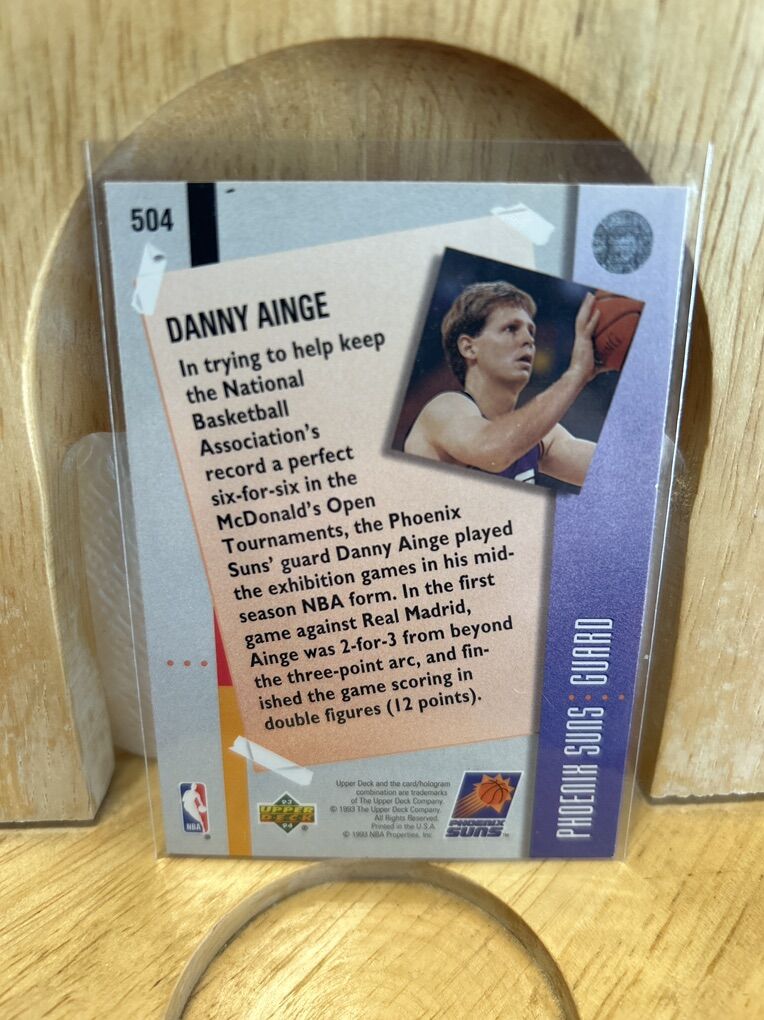 504
DANNY AINGE
In trying to help keep
the National
Basketball
Association's
record a perfect
six-for-six in the
McDonald's Open
Tournaments, the Phoenix
Suns' guard Danny Ainge played
the exhibition games in his mid-
season NBA form. In the first
game against Real Madrid,
Ainge was 2-for-3 from beyond
the three-point arc, and fin-
ished the game scoring in
double figures (12 points).
PHOENIX SUNS : GUARD
NBA
®
93
UPPER
DECK
94
®
Upper Deck and the card/hologram
combination are trademarks
of The Upper Deck Company.
© 1993 The Upper Deck Company.
All Rights Reserved.
Printed in the U.S.A.
© 1993 NBA Properties, Inc.
PHOENIX
SUNS
™